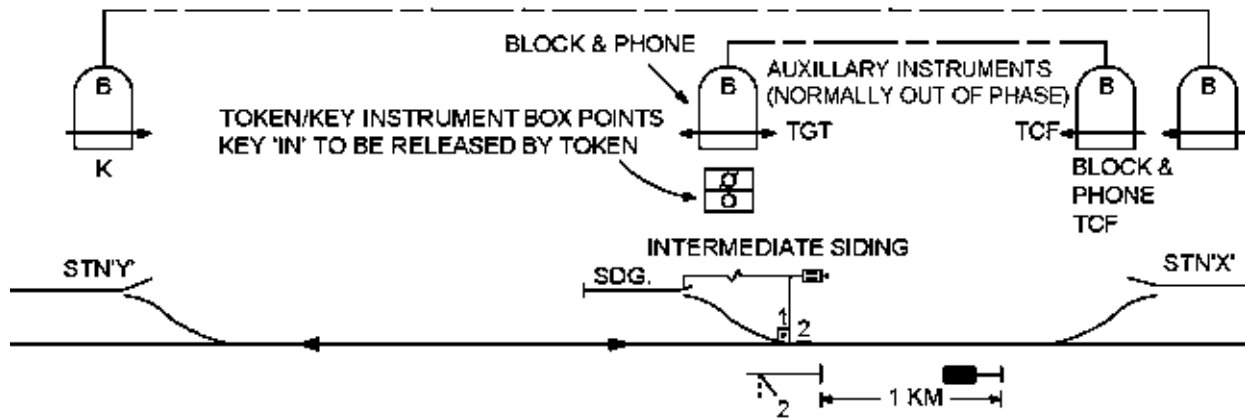 B
B
B
B
BLOCK & PHONE
AUXILLARY INSTRUMENTS
(NORMALLY OUT OF PHASE)
TOKEN/KEY INSTRUMENT BOX POINTS
KEY 'IN' TO BE RELEASED BY TOKEN
TGT
TCF
K
BLOCK &
PHONE
TCF
INTERMEDIATE SIDING
STN'Y'
SDG.
STN'X'
1
2
2
1 KM